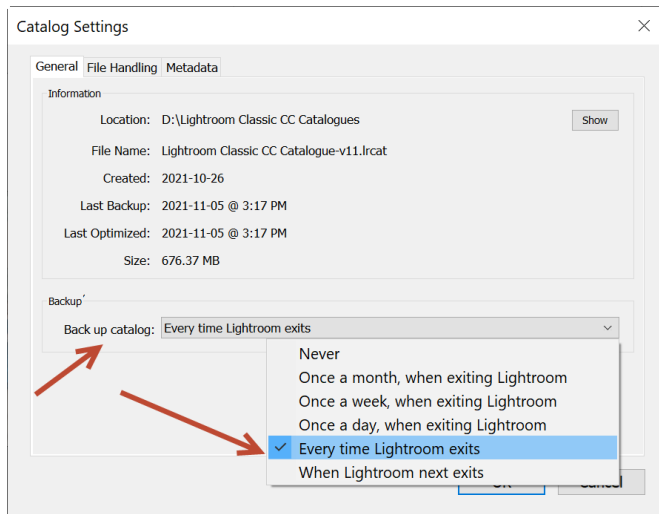 Catalog Settings
General File Handling Metadata
Information
Location: D:\Lightroom Classic CC Catalogues Show
File Name: Lightroom Classic CC Catalogue-v11.lrcat
Created: 2021-10-26
Last Backup: 2021-11-05 @ 3:17 PM
Last Optimized: 2021-11-05 @ 3:17 PM
Size: 676.37 MB
Backup
Back up catalog: Every time Lightroom exits
Never
Once a month, when exiting Lightroom
Once a week, when exiting Lightroom
Once a day, when exiting Lightroom
Every time Lightroom exits
When Lightroom next exits
OK Cancel